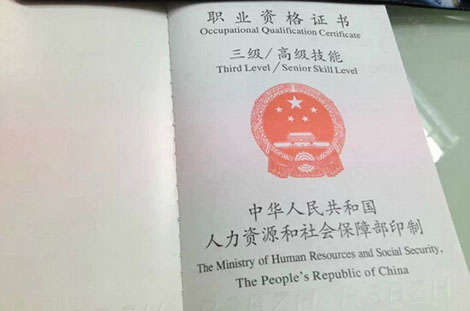 职业资格证书
Occupational Qualification Certificate
三级/高级技能
Third Level / Senior Skill Level
中华人民共和国
人力资源和社会保障部印制
The Ministry of Human Resources and Social Security,
The People's Republic of China